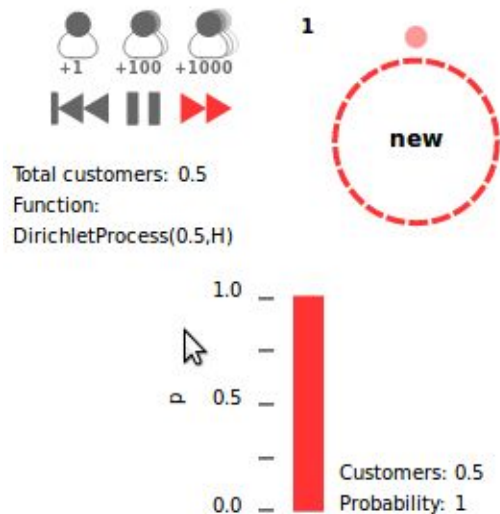 +1 +100 +1000
1
new
Total customers: 0.5
Function:
DirichletProcess(0.5,H)
1.0
p
0.5
0.0
Customers: 0.5
Probability: 1